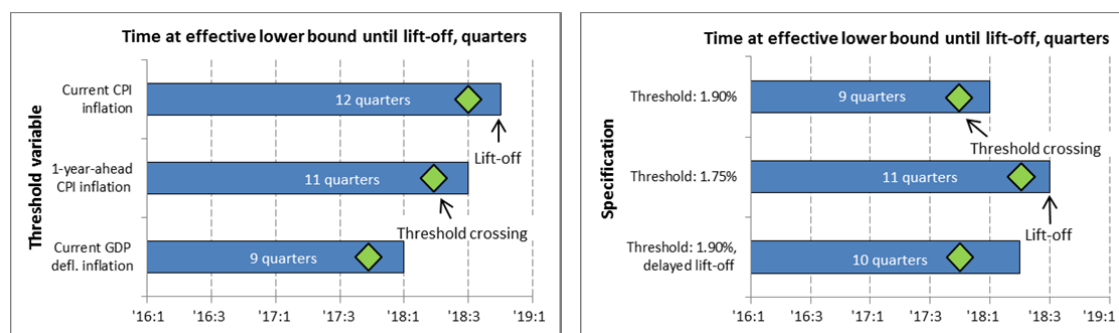 Time at effective lower bound until lift-off, quarters
Threshold variable
Current CPI
inflation
12 quarters
Lift-off
1-year-ahead
CPI inflation
11 quarters
Threshold crossing
Current GDP
defl. inflation
9 quarters
'16:1 '16:3 '17:1 '17:3 '18:1 '18:3 '19:1
Time at effective lower bound until lift-off, quarters
Specification
Threshold: 1.90%
9 quarters
Threshold crossing
Threshold: 1.75%
11 quarters
Lift-off
Threshold: 1.90%,
delayed lift-off
10 quarters
'16:1 '16:3 '17:1 '17:3 '18:1 '18:3 '19:1